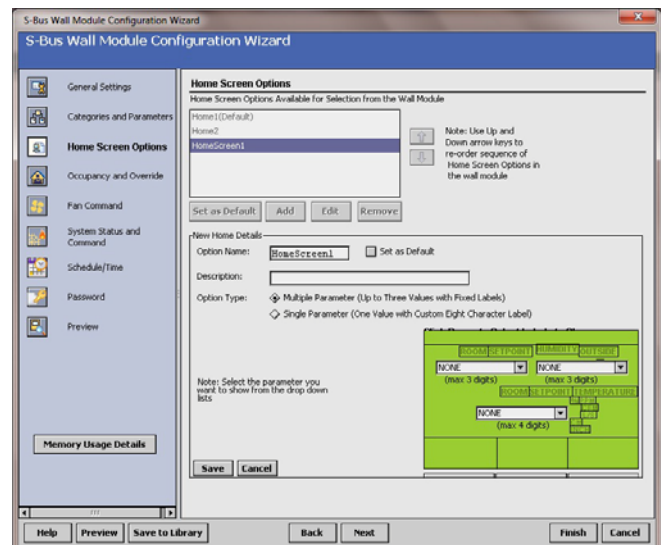 S-Bus Wall Module Configuration Wizard
S-Bus Wall Module Configuration Wizard
General Settings
Categories and Parameters
Home Screen Options
Occupancy and Override
Fan Command
System Status and
Command
Schedule/Time
Password
Preview
Memory Usage Details
Home Screen Options
Home Screen Options Available for Selection from the Wall Module
Home1(Default)
Home2
HomeScreen1
Note: Use Up and
Down arrow keys to
re-order sequence of
Home Screen Options in
the wall module
Set as Default Add Edit Remove
New Home Details
Option Name: HomeScreen1 Set as Default
Description:
Option Type: Multiple Parameter (Up to Three Values with Fixed Labels)
Single Parameter (One Value with Custom Eight Character Label)
ROOM SETPOINT HUMIDITY OUTSIDE
NONE NONE
(max 3 digits) (max 3 digits)
ROOM SETPOINT TEMPERATURE
NONE
(max 4 digits)
Note: Select the parameter you
want to show from the drop down
lists
Save Cancel
Help Preview Save to Library Back Next Finish Cancel